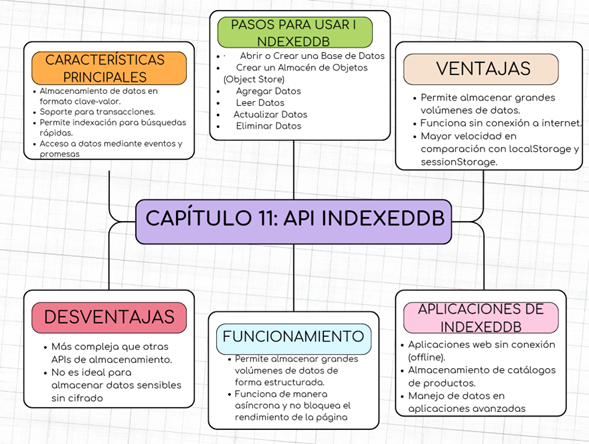 CARACTERÍSTICAS
PRINCIPALES
• Almacenamiento de datos en
formato clave-valor.
• Soporte para transacciones.
• Permite indexación para búsquedas
rápidas.
• Acceso a datos mediante eventos y
promesas
PASOS PARA USAR I
NDEXEDDB
• · Abrir o Crear una Base de Datos
• Crear un Almacén de Objetos
(Object Store)
• Agregar Datos
• Leer Datos
• Actualizar Datos
• Eliminar Datos
VENTAJAS
• Permite almacenar grandes
volúmenes de datos.
• Funciona sin conexión a internet.
• Mayor velocidad en
comparación con localStorage y
sessionStorage.
CAPÍTULO 11: API INDEXEDDB
DESVENTAJAS
• Más compleja que otras
APIs de almacenamiento.
• No es ideal para
almacenar datos sensibles
sin cifrado
FUNCIONAMIENTO
• Permite almacenar grandes
volúmenes de datos de
forma estructurada.
• Funciona de manera
asíncrona y no bloquea el
rendimiento de la página
APLICACIONES DE
INDEXEDDB
• Aplicaciones web sin conexión
(offline).
• Almacenamiento de catálogos
de productos.
• Manejo de datos en
aplicaciones avanzadas